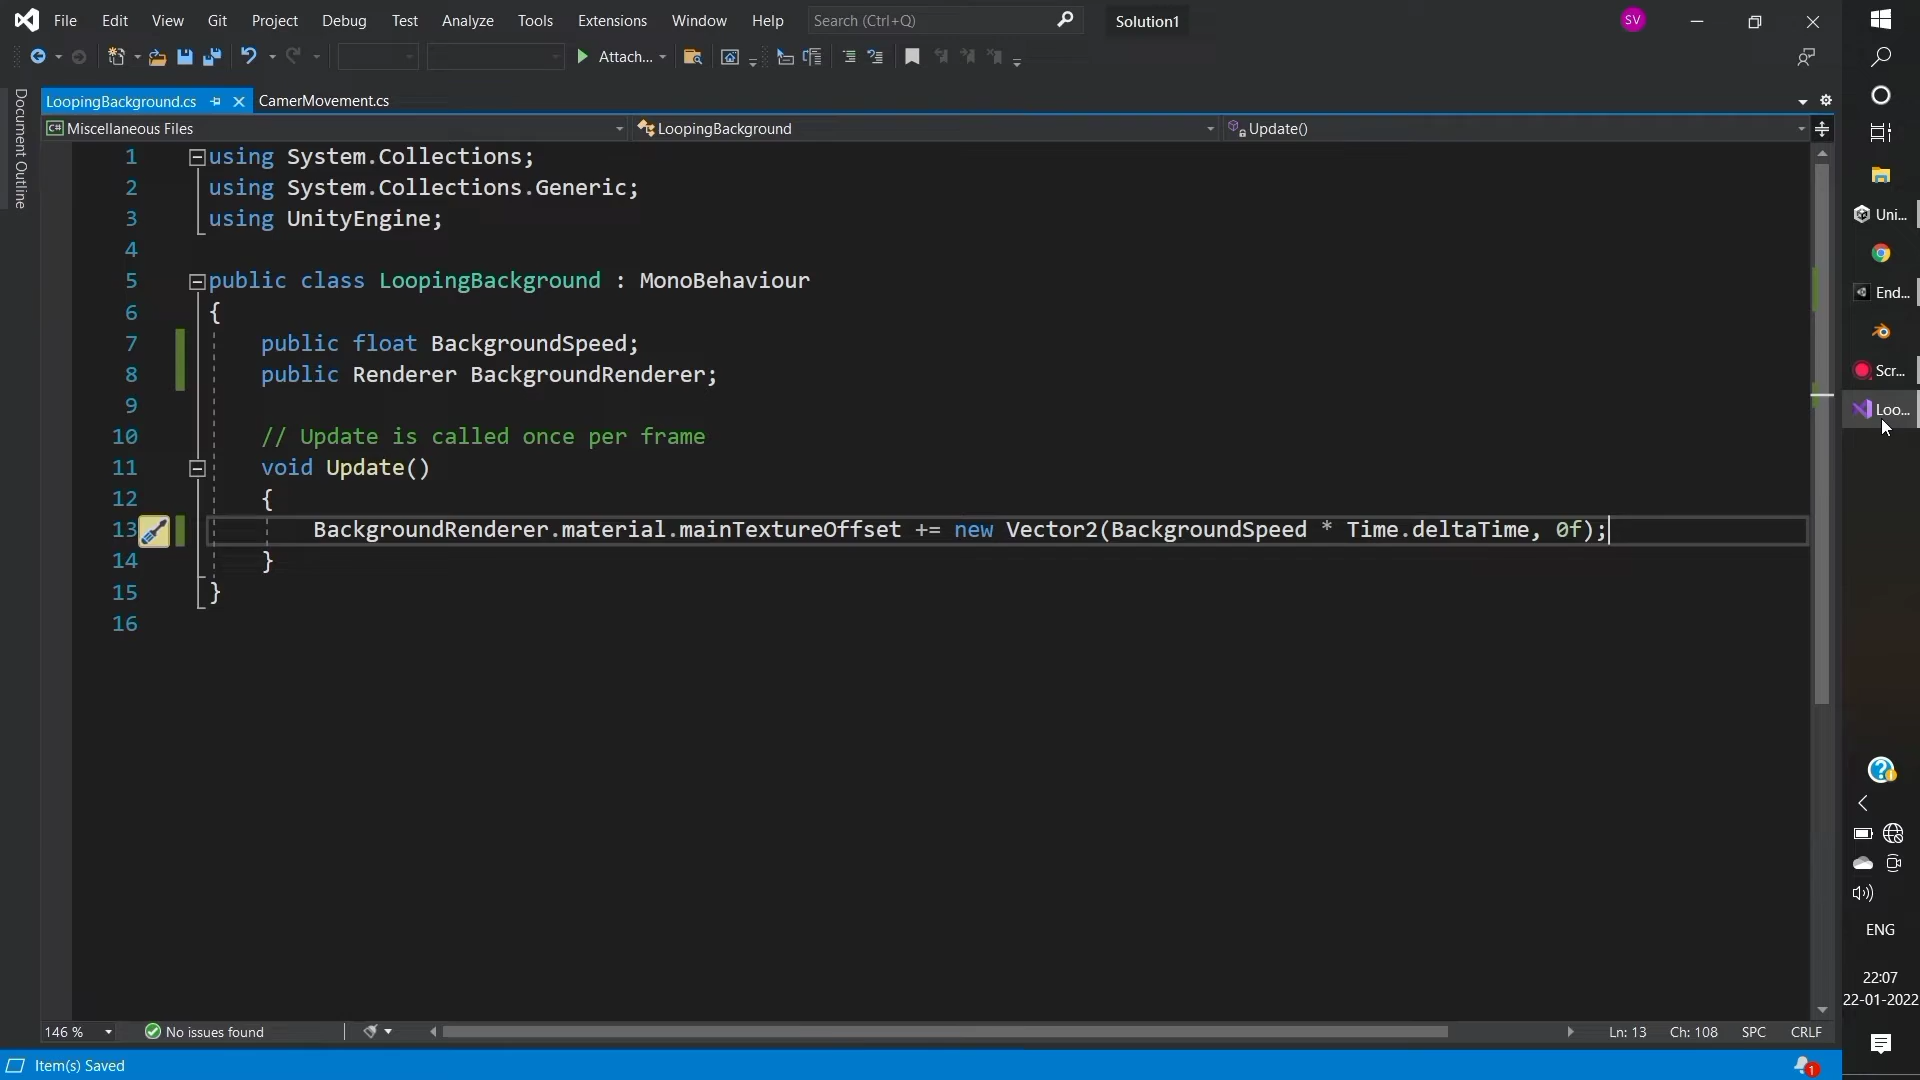 File Edit View Git Project Debug Test Analyze Tools Extensions Window Help Search (Ctrl+Q) Solution1 SV
Attach...
Document Outline
LoopingBackground.cs CamerMovement.cs
C# Miscellaneous Files LoopingBackground Update()
1 using System.Collections;
2 using System.Collections.Generic;
3 using UnityEngine;
4
5 public class LoopingBackground : MonoBehaviour
6 {
7 public float BackgroundSpeed;
8 public Renderer BackgroundRenderer;
9
10 // Update is called once per frame
11 void Update()
12 {
13 BackgroundRenderer.material.mainTextureOffset += new Vector2(BackgroundSpeed * Time.deltaTime, 0f);
14 }
15 }
16
146 % No issues found Ln: 13 Ch: 108 SPC CRLF
Item(s) Saved 1
Uni...
End...
Scr...
Loo...
ENG
22:07
22-01-2022